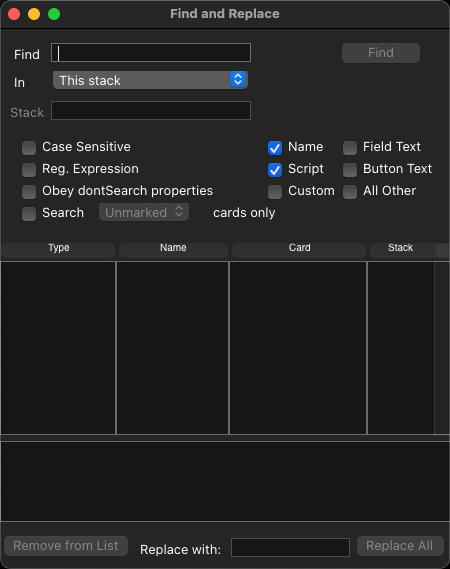 Find and Replace
Find
Find
In
This stack
Stack
Case Sensitive
Name
Field Text
Reg. Expression
Script
Button Text
Obey dontSearch properties
Custom
All Other
Search
Unmarked
cards only
Type
Name
Card
Stack
Remove from List
Replace with:
Replace All